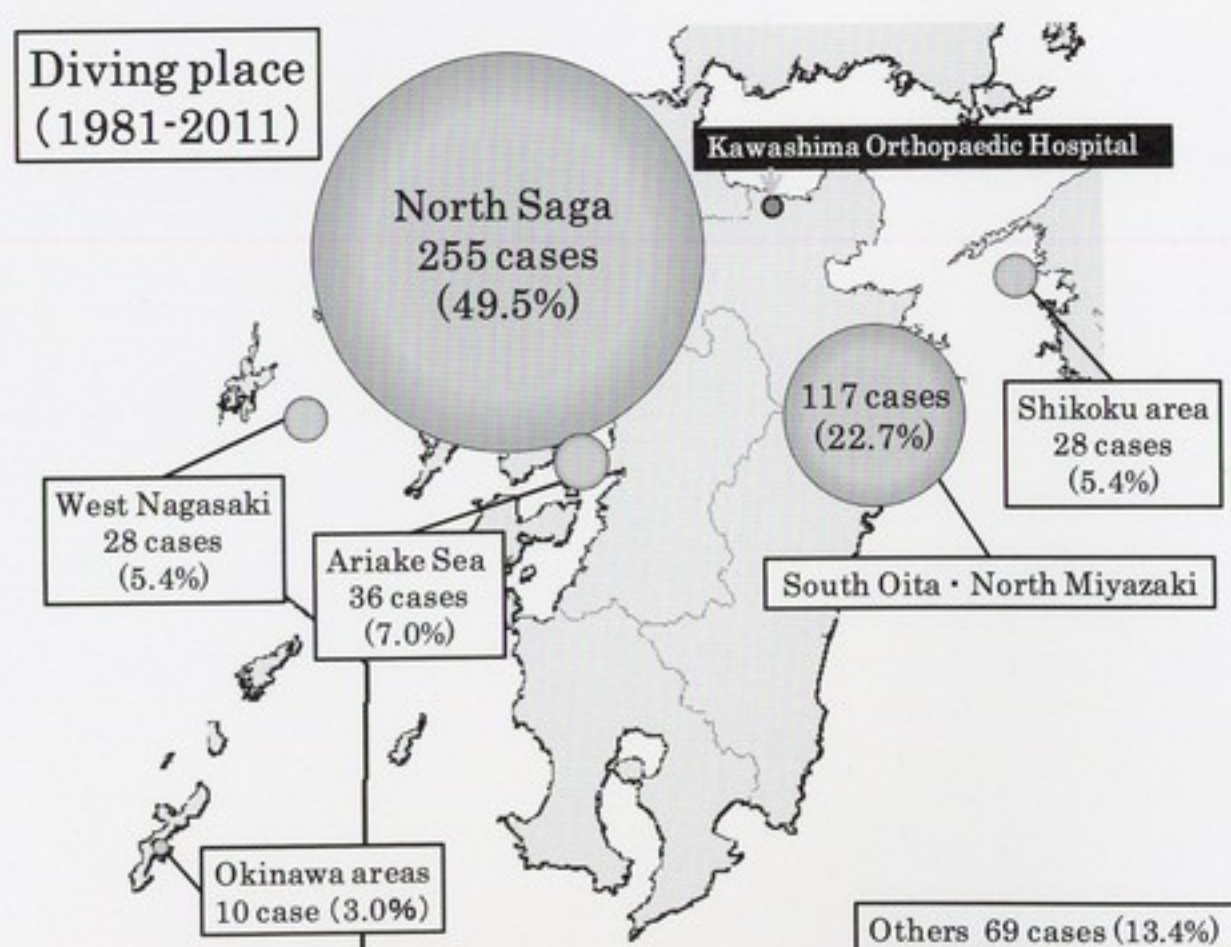 Diving place
(1981-2011)
Kawashima Orthopaedic Hospital
North Saga
255 cases
(49.5%)
117 cases
(22.7%)
Shikoku area
28 cases
(5.4%)
West Nagasaki
28 cases
(5.4%)
Ariake Sea
36 cases
(7.0%)
South Oita・North Miyazaki
Okinawa areas
10 case (3.0%)
Others 69 cases (13.4%)